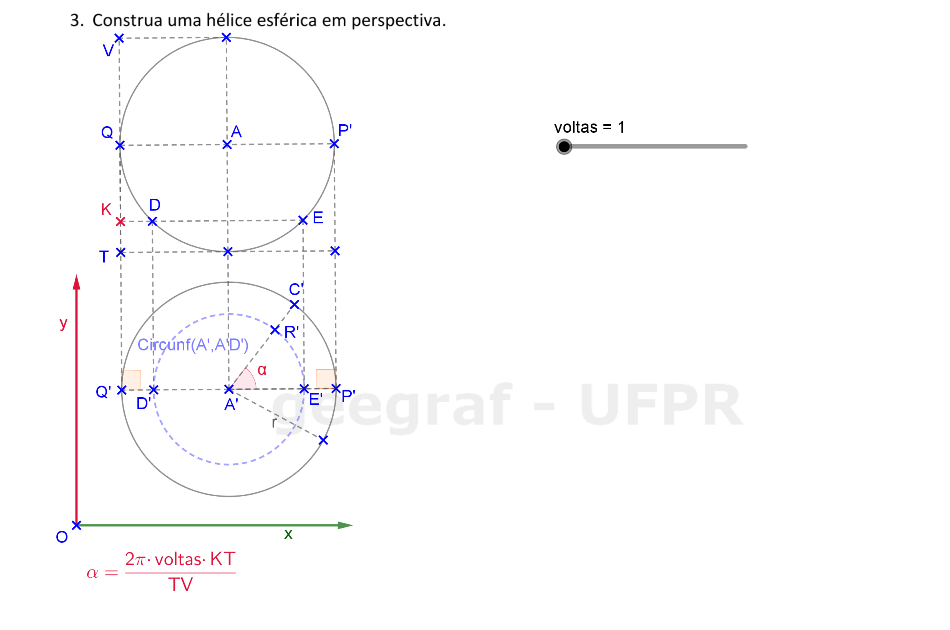 3. Construa uma hélice esférica em perspectiva.
V
Q
A
P'
voltas = 1
K
D
E
T
C'
y
R'
Circunf(A',A'D')
α
Q'
D'
A'
E'
P'
geegraf - UFPR
r
x
O
α = 2π· voltas· KT / TV